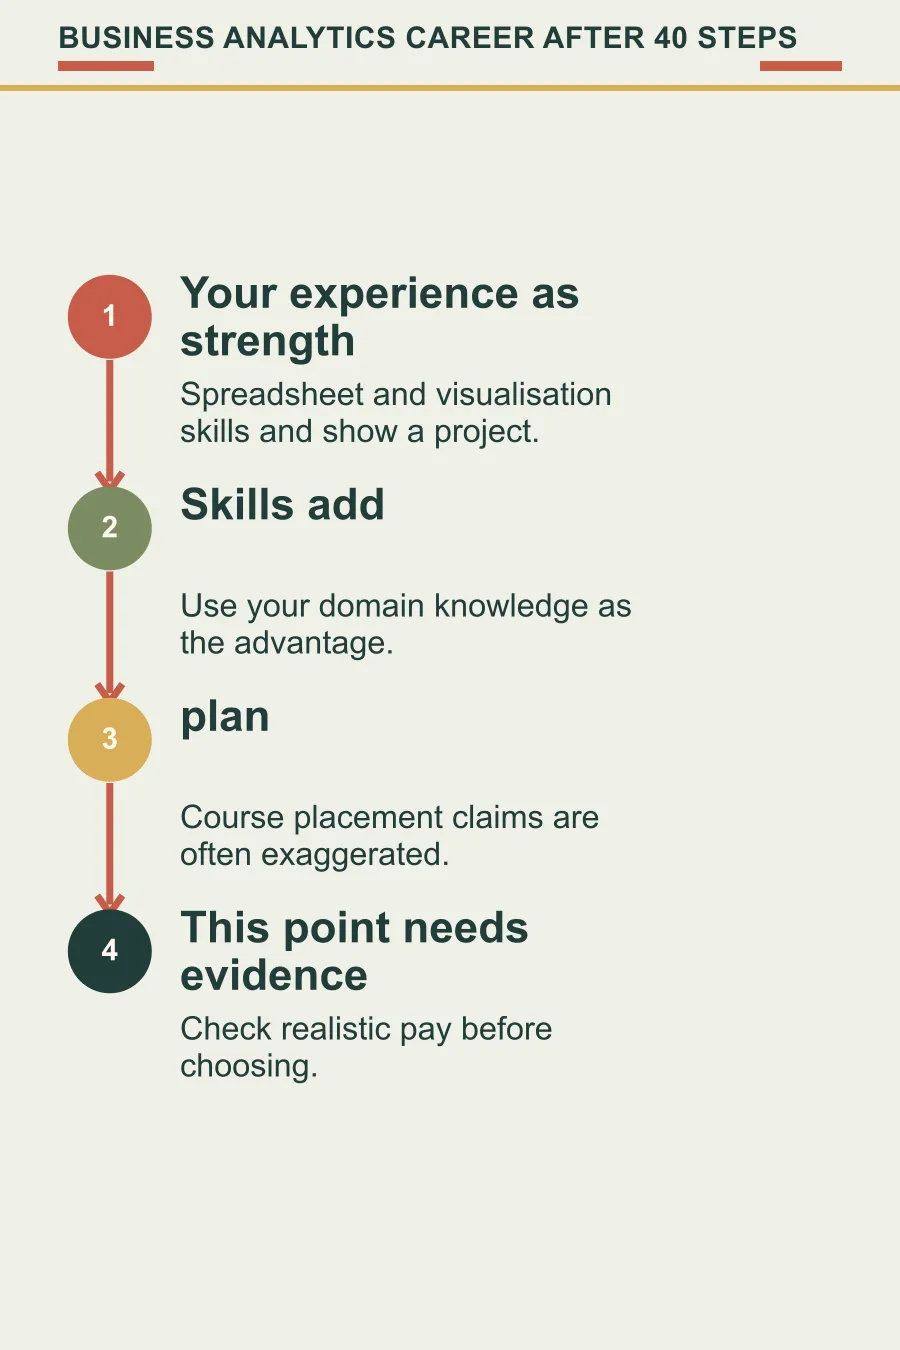 BUSINESS ANALYTICS CAREER AFTER 40 STEPS
1
Your experience as
strength
Spreadsheet and visualisation
skills and show a project.
2
Skills add
Use your domain knowledge as
the advantage.
3
plan
Course placement claims are
often exaggerated.
4
This point needs
evidence
Check realistic pay before
choosing.